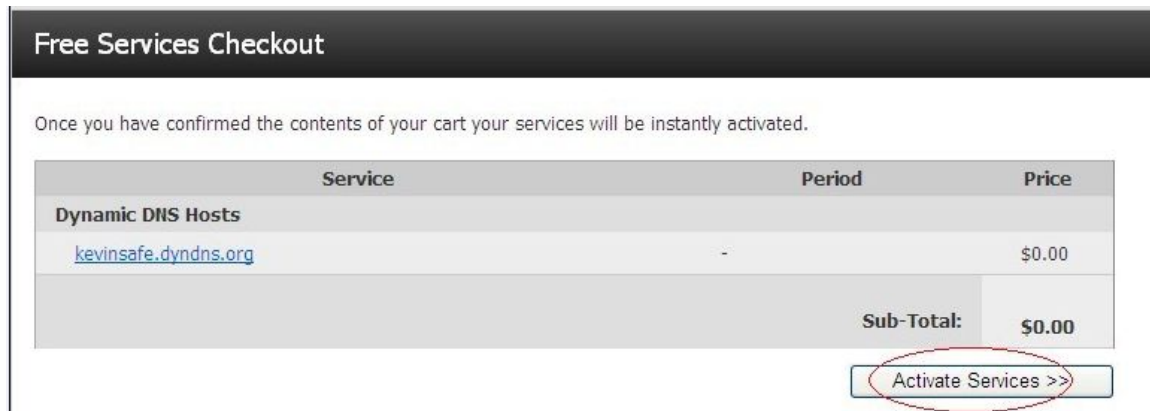 Free Services Checkout
Once you have confirmed the contents of your cart your services will be instantly activated.
Service Period Price
Dynamic DNS Hosts
kevinsafe.dyndns.org - $0.00
Sub-Total: $0.00
Activate Services >>